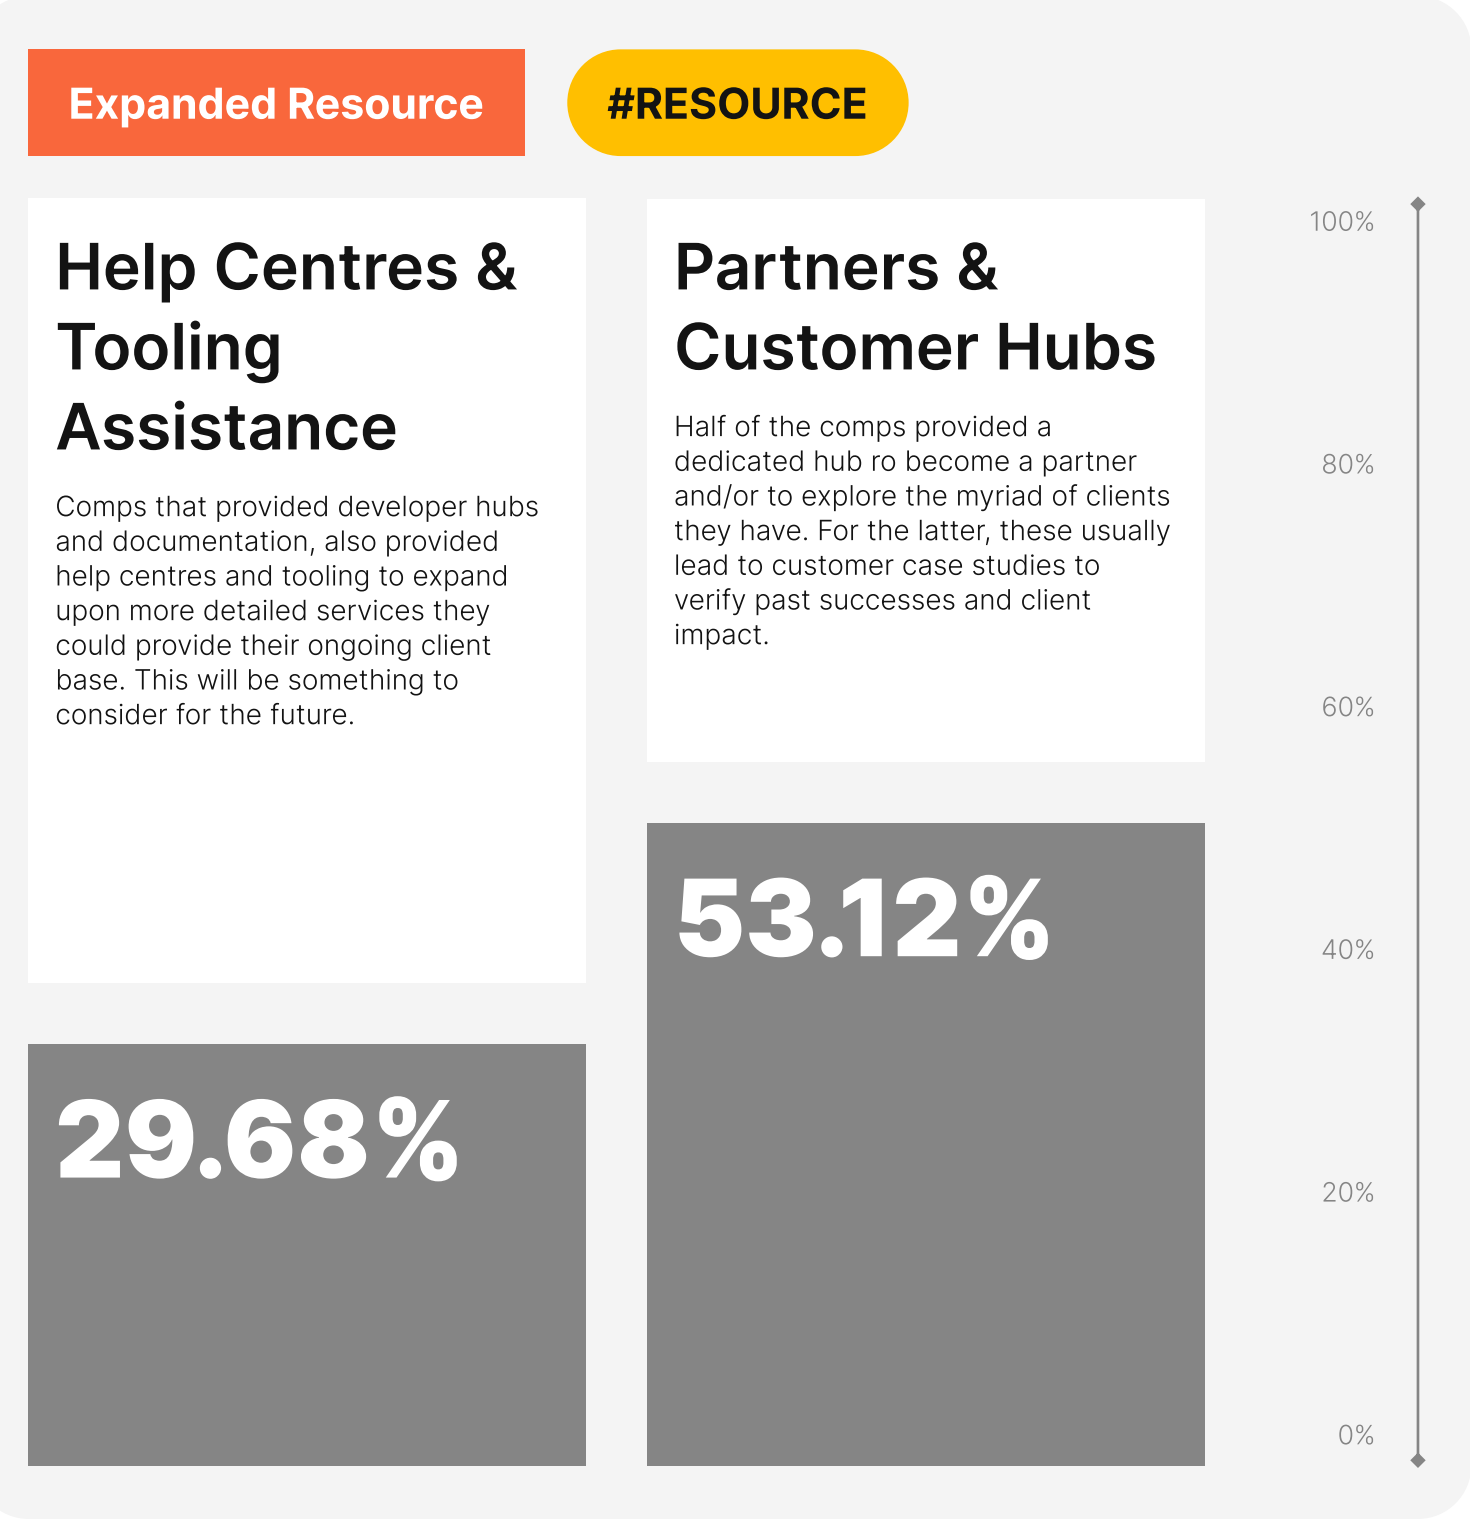 Expanded Resource
#RESOURCE
Help Centres &
Tooling
Assistance
Comps that provided developer hubs
and documentation, also provided
help centres and tooling to expand
upon more detailed services they
could provide their ongoing client
base. This will be something to
consider for the future.
29.68%
Partners &
Customer Hubs
Half of the comps provided a
dedicated hub ro become a partner
and/or to explore the myriad of clients
they have. For the latter, these usually
lead to customer case studies to
verify past successes and client
impact.
53.12%
100%
80%
60%
40%
20%
0%